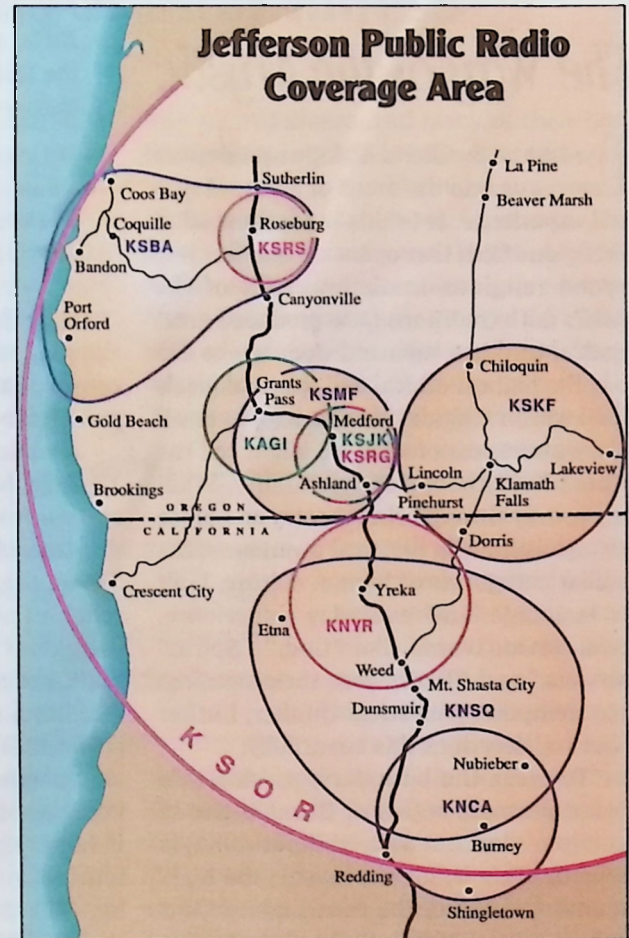 Jefferson Public Radio
Coverage Area
La Pine
Beaver Marsh
Sutherlin
Coos Bay
Coquille
KSBA
Roseburg
KSRS
Bandon
Canyonville
Port
Orford
Chiloquin
Grants
Pass
KSMF
KSKF
Gold Beach
Medford
KAGI
KSJK
KSRG
Lakeview
Lincoln
Ashland
Klamath
Falls
Brookings
Pinehurst
OREGON
CALIFORNIA
Dorris
Crescent City
Yreka
Etna
KNYR
Weed
Mt. Shasta City
Dunsmuir
KNSQ
KSOR
Nubieber
KNCA
Burney
Redding
Shingletown